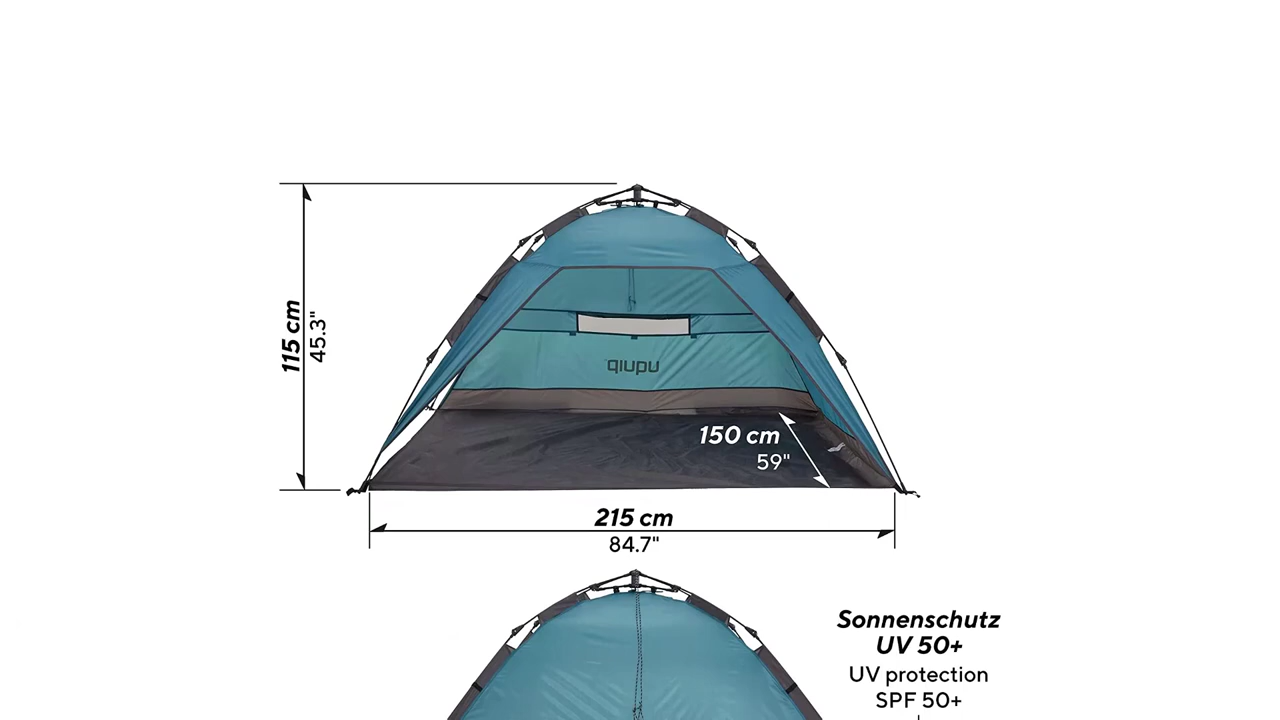 115 cm
45.3"
qiupu
150 cm
59"
215 cm
84.7"
Sonnenschutz
UV 50+
UV protection
SPF 50+